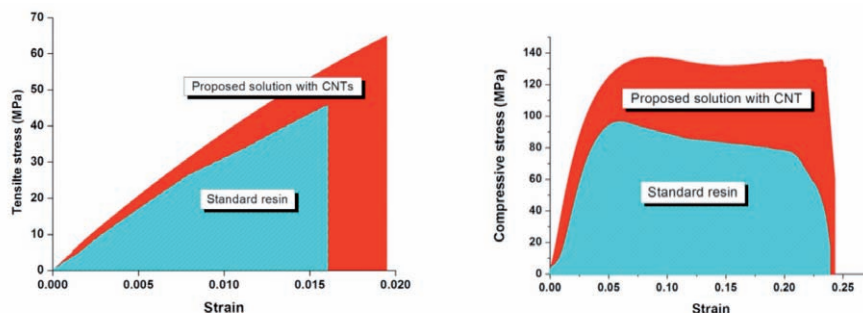 70
60
50
40
30
20
10
0
Tensilte stress (MPa)
Proposed solution with CNTs
Standard resin
0.000 0.005 0.010 0.015 0.020
Strain
140
120
100
80
60
40
20
0
Compressive stress (MPa)
Proposed solution with CNT
Standard resin
0.00 0.05 0.10 0.15 0.20 0.25
Strain